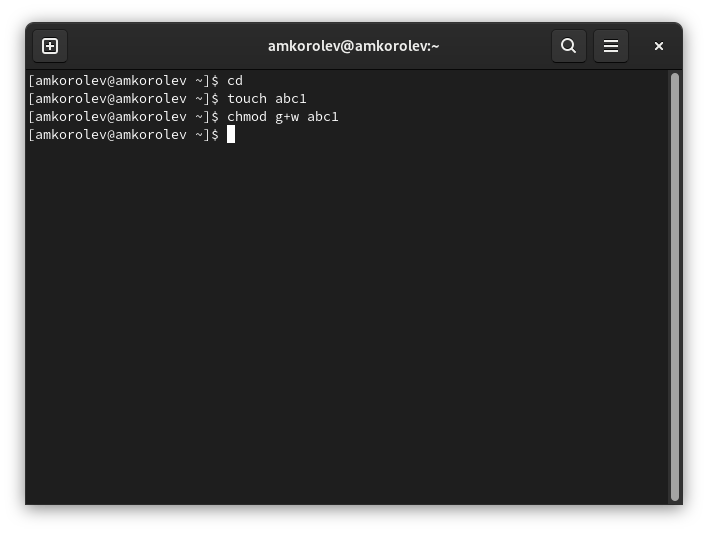 amkorolev@amkorolev:~
[amkorolev@amkorolev ~]$ cd
[amkorolev@amkorolev ~]$ touch abc1
[amkorolev@amkorolev ~]$ chmod g+w abc1
[amkorolev@amkorolev ~]$